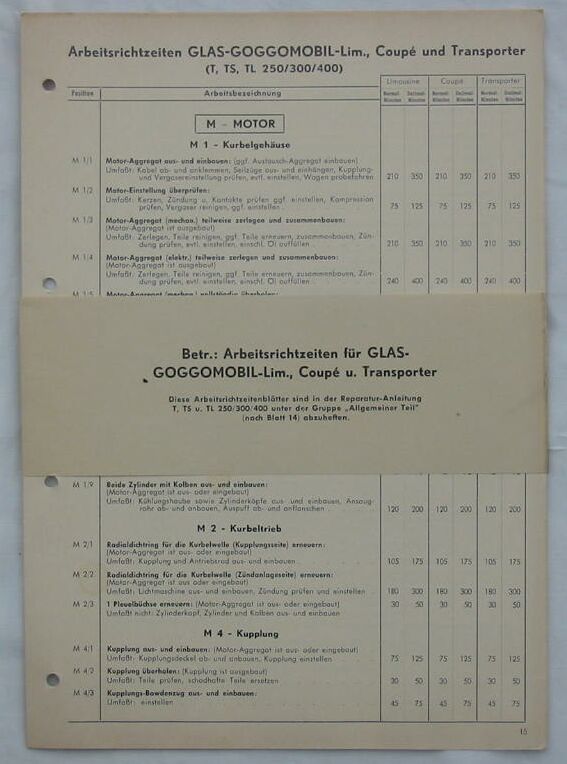 Arbeitsrichtzeiten GLAS-GOGGOMOBIL-Lim., Coupé und Transporter
(T, TS, TL 250/300/400)
Limousine Coupé Transporter
Position Arbeitsbezeichnung Normal-Minuten Dezimal-Minuten Normal-Minuten Dezimal-Minuten Normal-Minuten Dezimal-Minuten
M – MOTOR
M 1 - Kurbelgehäuse
M 1/1 Motor-Aggregat aus- und einbauen: (ggf. Austausch-Aggregat einbauen)
Umfaßt: Kabel ab- und anklemmen, Seilzüge aus- und einhängen, Kupplung-
und Vergasereinstellung prüfen, evtl. einstellen, Wagen probefahren 210 350 210 350 210 350
M 1/2 Motor-Einstellung überprüfen:
Umfaßt: Kerzen, Zündung u. Kontakte prüfen ggf. einstellen, Kompression
prüfen, Vergaser reinigen, ggf. einstellen 75 125 75 125 75 125
M 1/3 Motor-Aggregat (mechan.) teilweise zerlegen und zusammenbauen:
(Motor-Aggregat ist ausgebaut)
Umfaßt: Zerlegen, Teile reinigen, ggf. Teile erneuern, zusammenbauen, Zün-
dung prüfen, evtl. einstellen, einschl. Öl auffüllen 210 350 210 350 210 350
M 1/4 Motor-Aggregat (elektr.) teilweise zerlegen und zusammenbauen:
(Motor-Aggregat ist ausgebaut)
Umfaßt: Zerlegen, Teile reinigen, ggf. Teile erneuern, zusammenbauen, Zün-
dung prüfen, evtl. einstellen, einschl. Öl auffüllen 240 400 240 400 240 400
M 1/5 Motor-Aggregat (mechan.) vollständig überholen:
Betr.: Arbeitsrichtzeiten für GLAS-
GOGGOMOBIL-Lim., Coupé u. Transporter
Diese Arbeitsrichtzeitenblätter sind in der Reparatur-Anleitung
T, TS u. TL 250/300/400 unter der Gruppe „Allgemeiner Teil"
(nach Blatt 14) abzuheften.
M 1/9 Beide Zylinder mit Kolben aus- und einbauen:
(Motor-Aggregat ist aus- oder eingebaut)
Umfaßt: Kühlungshaube sowie Zylinderköpfe aus- und einbauen, Ansaug-
rohr ab- und anbauen, Auspuff ab- und anflanschen 120 200 120 200 120 200
M 2 - Kurbeltrieb
M 2/1 Radialdichtring für die Kurbelwelle (Kupplungsseite) erneuern:
(Motor-Aggregat ist aus- oder eingebaut)
Umfaßt: Kupplung und Antriebsrad aus- und einbauen 105 175 105 175 105 175
M 2/2 Radialdichtring für die Kurbelwelle (Zündanlageseite) erneuern:
(Motor-Aggregat ist aus- oder eingebaut)
Umfaßt: Lichtmaschine aus- und einbauen, Zündung prüfen und einstellen 180 300 180 300 180 300
M 2/3 1 Pleuelbüchse erneuern: (Motor-Aggregat ist aus- oder eingebaut) 30 50 30 50 30 50
Umfaßt nicht: Zylinderkopf, Zylinder und Kolben aus- und einbauen
M 4 - Kupplung
M 4/1 Kupplung aus- und einbauen: (Motor-Aggregat ist aus- oder eingebaut)
Umfaßt: Kupplungsdeckel ab- und anbauen, Kupplung einstellen 75 125 75 125 75 125
M 4/2 Kupplung überholen: (Kupplung ist ausgebaut)
Umfaßt: Teile prüfen, schadhafte Teile ersetzen 30 50 30 50 30 50
M 4/3 Kupplungs-Bowdenzug aus- und einbauen:
Umfaßt: einstellen 45 75 45 75 45 75
15